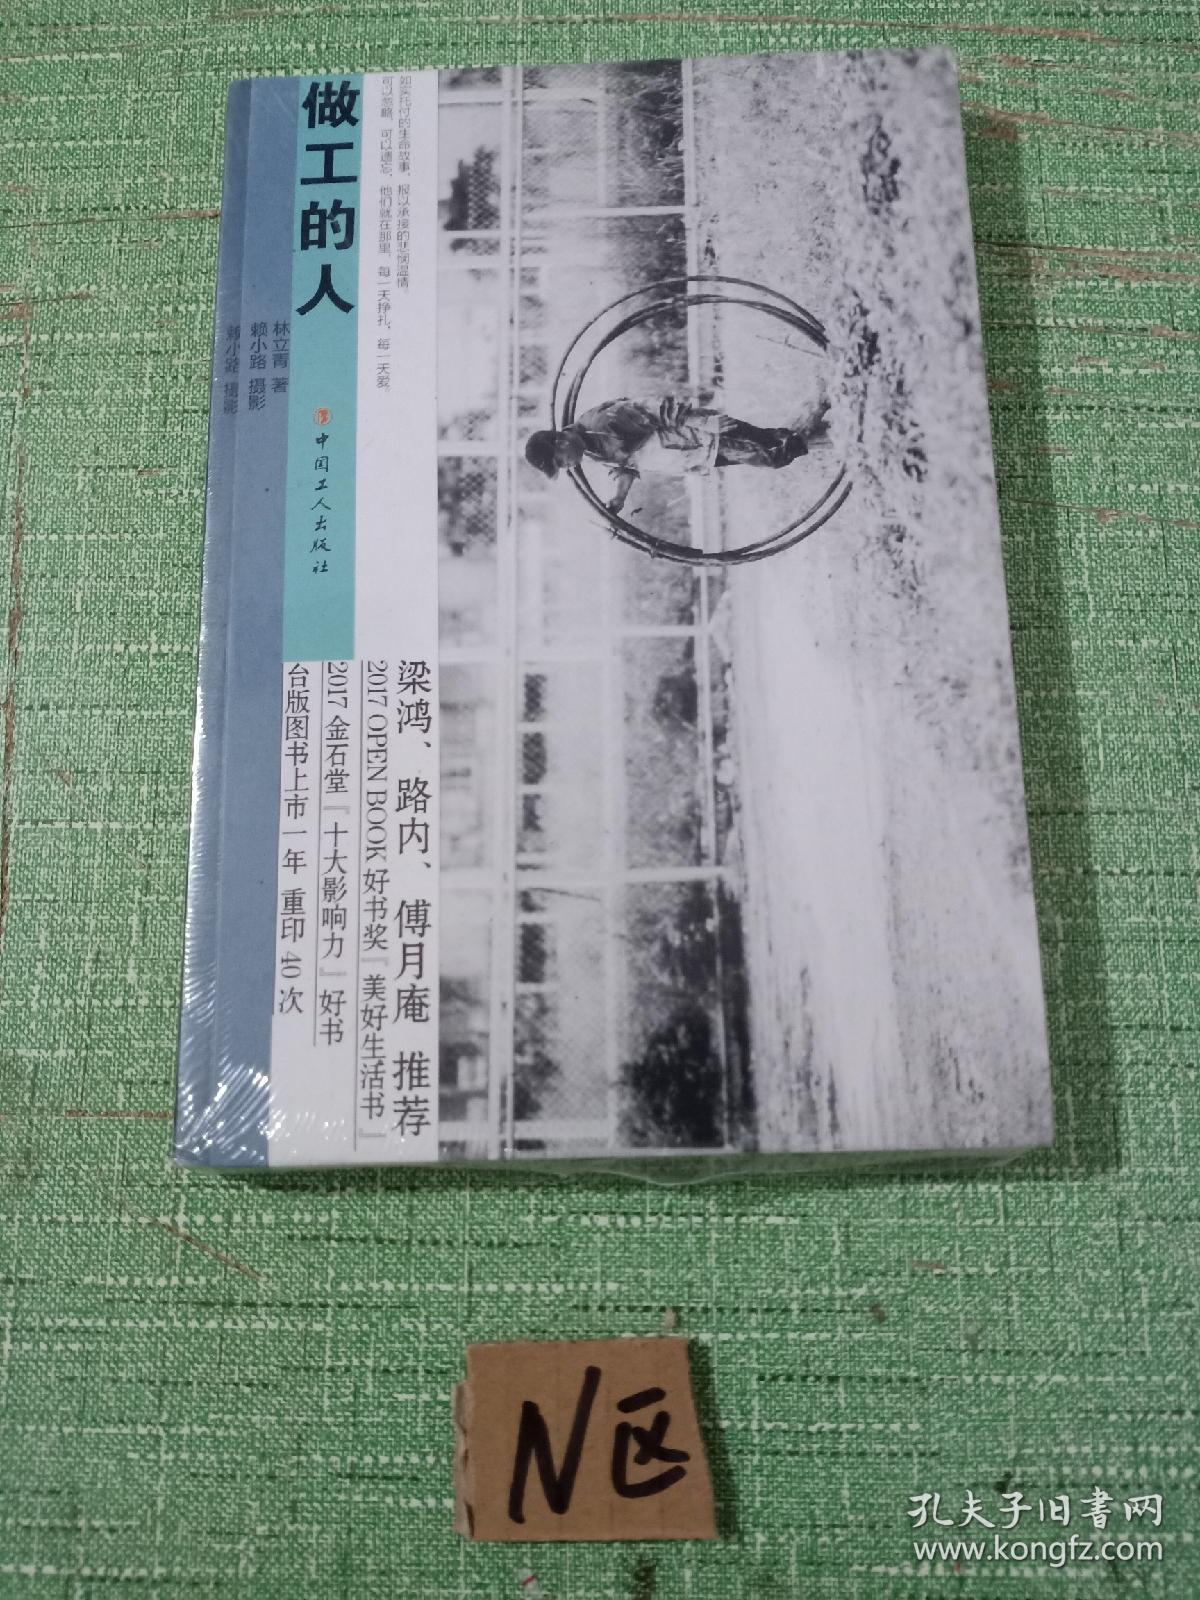 做工的人
如实托付的生命故事，报以承接的悲悯温情。
可以忽略，可以遗忘，他们就在那里，每一天挣扎，每一天爱。
林立青 著
赖小路 摄影
赖小路 摄影
中国工人出版社
梁鸿、路内、傅月庵 推荐
2017 OPEN BOOK 好书奖『美好生活书』
2017 金石堂『十大影响力』好书
台版图书上市一年 重印 40 次
N区
孔夫子旧書网
www.kongfz.com